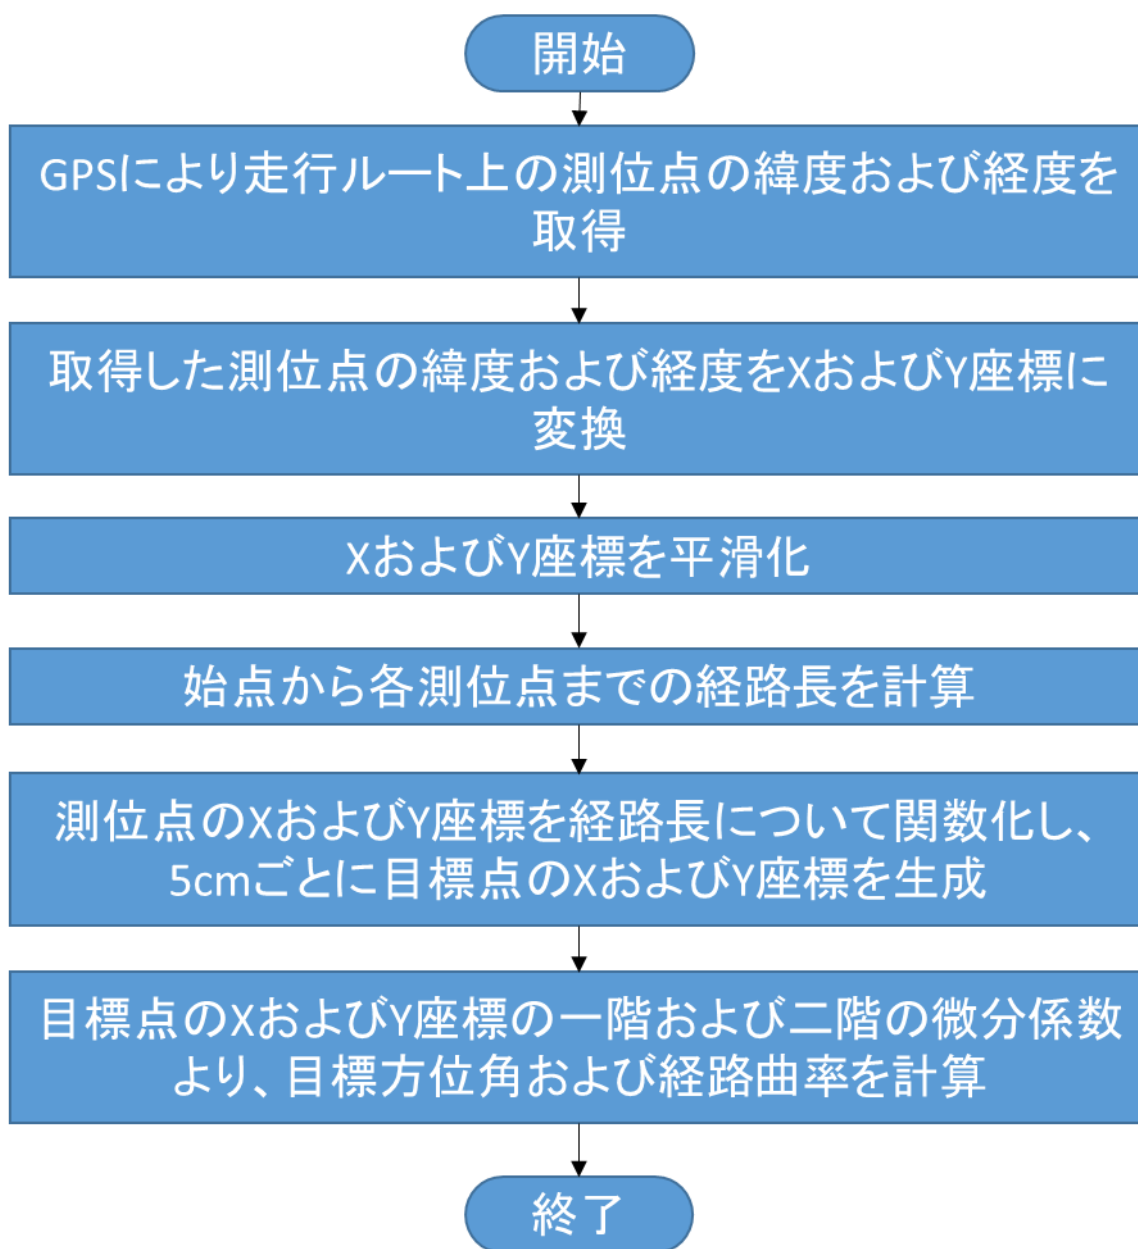 開始
GPSにより走行ルート上の測位点の緯度および経度を
取得
取得した測位点の緯度および経度をXおよびY座標に
変換
XおよびY座標を平滑化
始点から各測位点までの経路長を計算
測位点のXおよびY座標を経路長について関数化し、
5cmごとに目標点のXおよびY座標を生成
目標点のXおよびY座標の一階および二階の微分係数
より、目標方位角および経路曲率を計算
終了